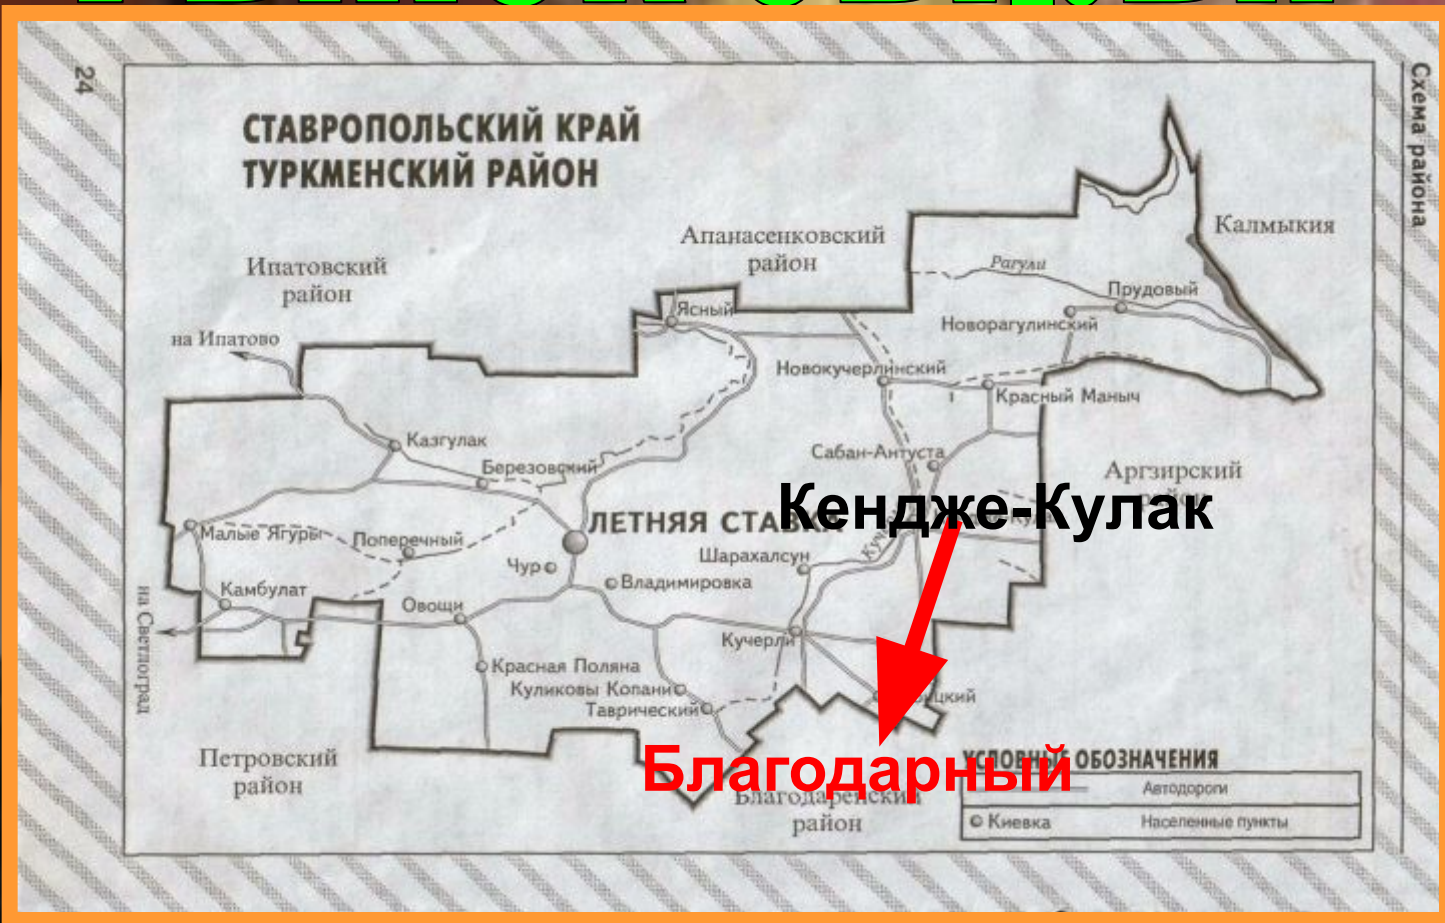 24
Схема района
СТАВРОПОЛЬСКИЙ КРАЙ
ТУРКМЕНСКИЙ РАЙОН
Калмыкия
Апанасенковский
район
Ипатовский
район
Рагули
Прудовый
Ясный
Новорагулинский
на Ипатово
Новокучерлинский
Красный Маныч
Казгулак
Сабан-Антуста
Березовский
Аргзирский
Кендже-Кулак
ЛЕТНЯЯ СТАВКА
Малые Ягуры
Поперечный
Шарахалсун
Чур
Владимировка
Камбулат
Овощи
на Светлоград
Кучерли
Красная Поляна
Куликовы Копани
Таврический
Петровский
район
Благодарный
УСЛОВНЫЕ ОБОЗНАЧЕНИЯ
Автодороги
Благодаренский
район
Киевка
Населенные пункты